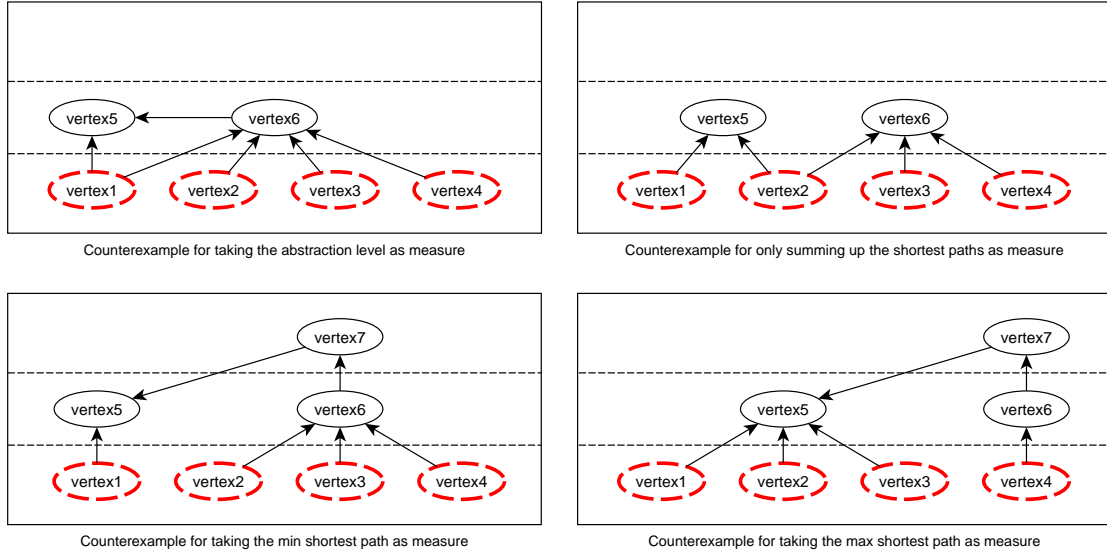 vertex5
vertex6
vertex1
vertex2
vertex3
vertex4
Counterexample for taking the abstraction level as measure
vertex5
vertex6
vertex1
vertex2
vertex3
vertex4
Counterexample for only summing up the shortest paths as measure
vertex7
vertex5
vertex6
vertex1
vertex2
vertex3
vertex4
Counterexample for taking the min shortest path as measure
vertex7
vertex5
vertex6
vertex1
vertex2
vertex3
vertex4
Counterexample for taking the max shortest path as measure